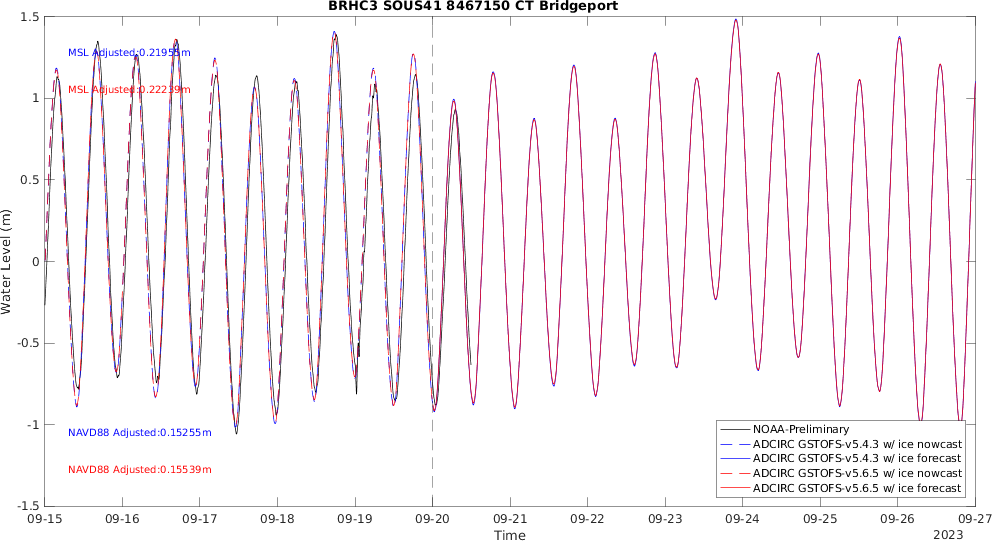 BRHC3 SOUS41 8467150 CT Bridgeport
MSL Adjusted:0.21955m
MSL Adjusted:0.22239m
NAVD88 Adjusted:0.15255m
NAVD88 Adjusted:0.15539m
Water Level (m)
1.5
1
0.5
0
-0.5
-1
-1.5
NOAA-Preliminary
ADCIRC GSTOFS-v5.4.3 w/ ice nowcast
ADCIRC GSTOFS-v5.4.3 w/ ice forecast
ADCIRC GSTOFS-v5.6.5 w/ ice nowcast
ADCIRC GSTOFS-v5.6.5 w/ ice forecast
09-15 09-16 09-17 09-18 09-19 09-20 09-21 09-22 09-23 09-24 09-25 09-26 09-27
Time
2023